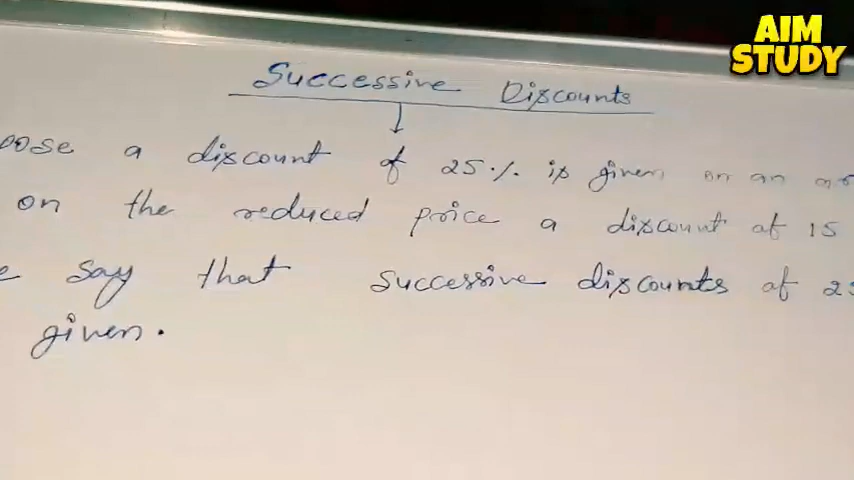 AIM
STUDY
Successive Discounts
a discount of 25% is given on an
on the reduced price a discount of 15
say that successive discounts of
given.